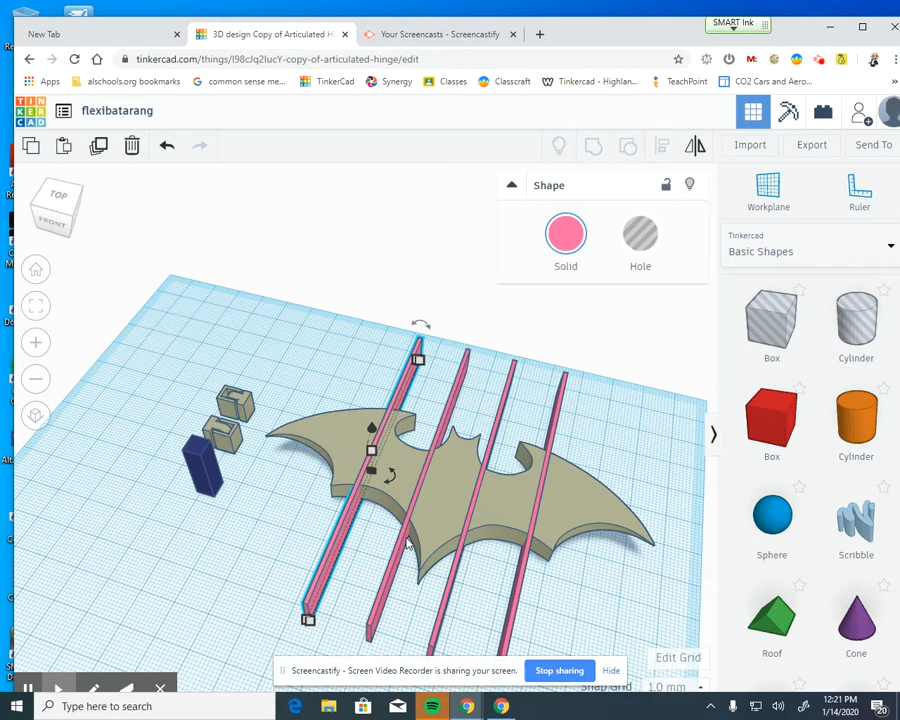 SMART Ink
New Tab
3D design Copy of Articulated H
Your Screencasts - Screencastify
tinkercad.com/things/l98cJq2lucY-copy-of-articulated-hinge/edit
Apps
alschools.org bookmarks
common sense me...
TinkerCad
Synergy
Classes
Classcraft
Tinkercad - Highlan...
TeachPoint
CO2 Cars and Aero...
TIN
KER
CAD
flexibatarang
Import
Export
Send To
TOP
FRONT
Shape
Solid
Hole
Workplane
Ruler
Tinkercad
Basic Shapes
Box
Cylinder
Box
Cylinder
Sphere
Scribble
Roof
Cone
Edit Grid
Snap Grid
1.0 mm
Screencastify - Screen Video Recorder is sharing your screen.
Stop sharing
Hide
Type here to search
12:21 PM
1/14/2020
20